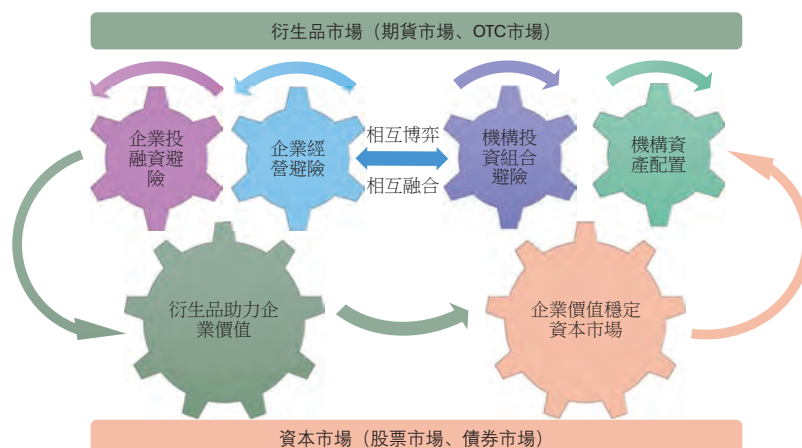 衍生品市場（期貨市場、OTC市場）
企業投
融資避
險
企業經
營避險
相互博弈
相互融合
機構投
資組合
避險
機構資
產配置
衍生品助力企
業價值
企業價值穩定
資本市場
資本市場（股票市場、債券市場）